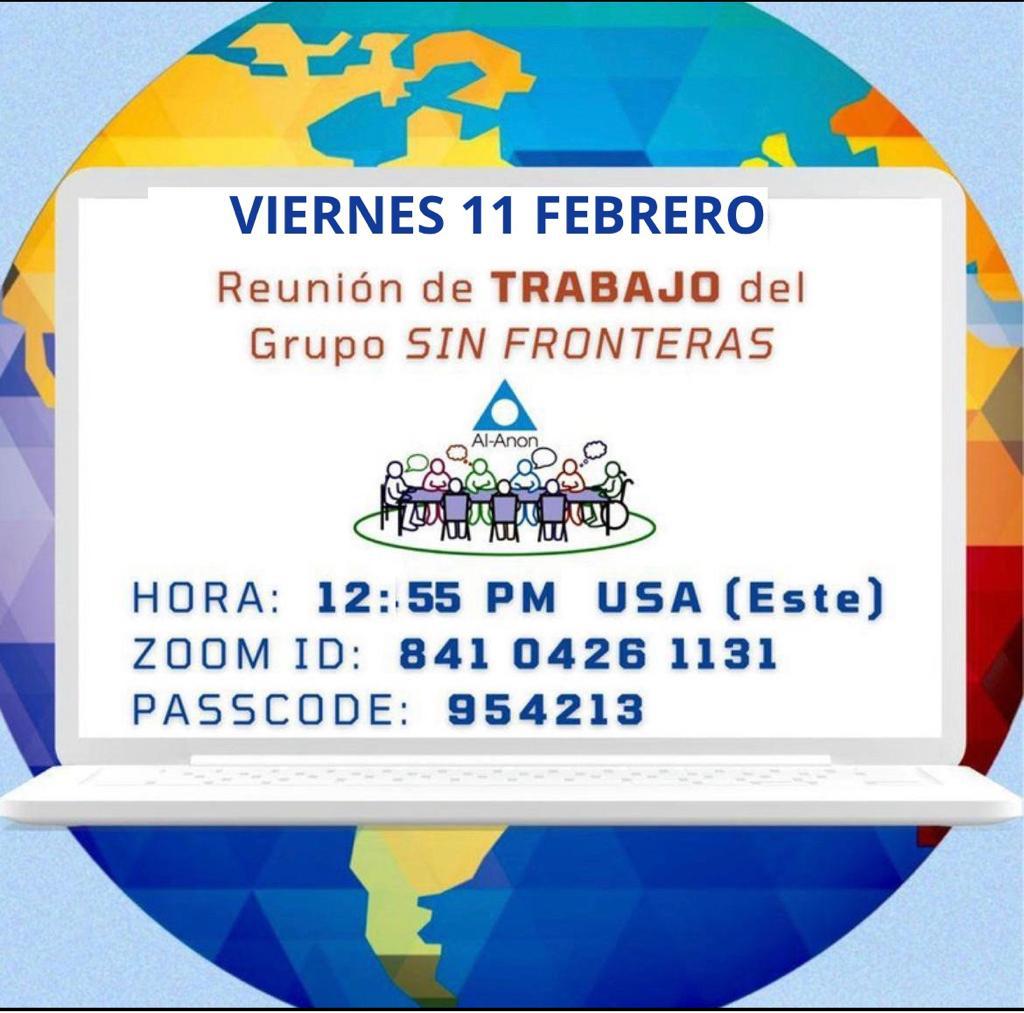 VIERNES 11 FEBRERO
Reunión de TRABAJO del
Grupo SIN FRONTERAS
Al-Anon
HORA: 12:55 PM USA (Este)
ZOOM ID: 841 0426 1131
PASSCODE: 954213